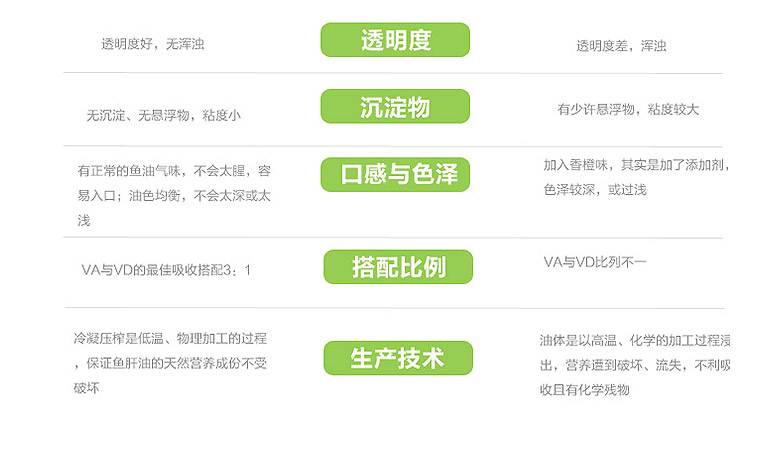 透明度好，无浑浊
透明度
透明度差，浑浊
无沉淀、无悬浮物，粘度小
沉淀物
有少许悬浮物，粘度较大
有正常的鱼油气味，不会太腥，容
易入口；油色均衡，不会太深或太
浅
口感与色泽
加入香橙味，其实是加了添加剂，
色泽较深，或过浅
VA与VD的最佳吸收搭配3：1
搭配比例
VA与VD比列不一
冷凝压榨是低温、物理加工的过程
，保证鱼肝油的天然营养成份不受
破坏
生产技术
油体是以高温、化学的加工过程浸
出，营养遭到破坏、流失，不利吸
收且有化学残物